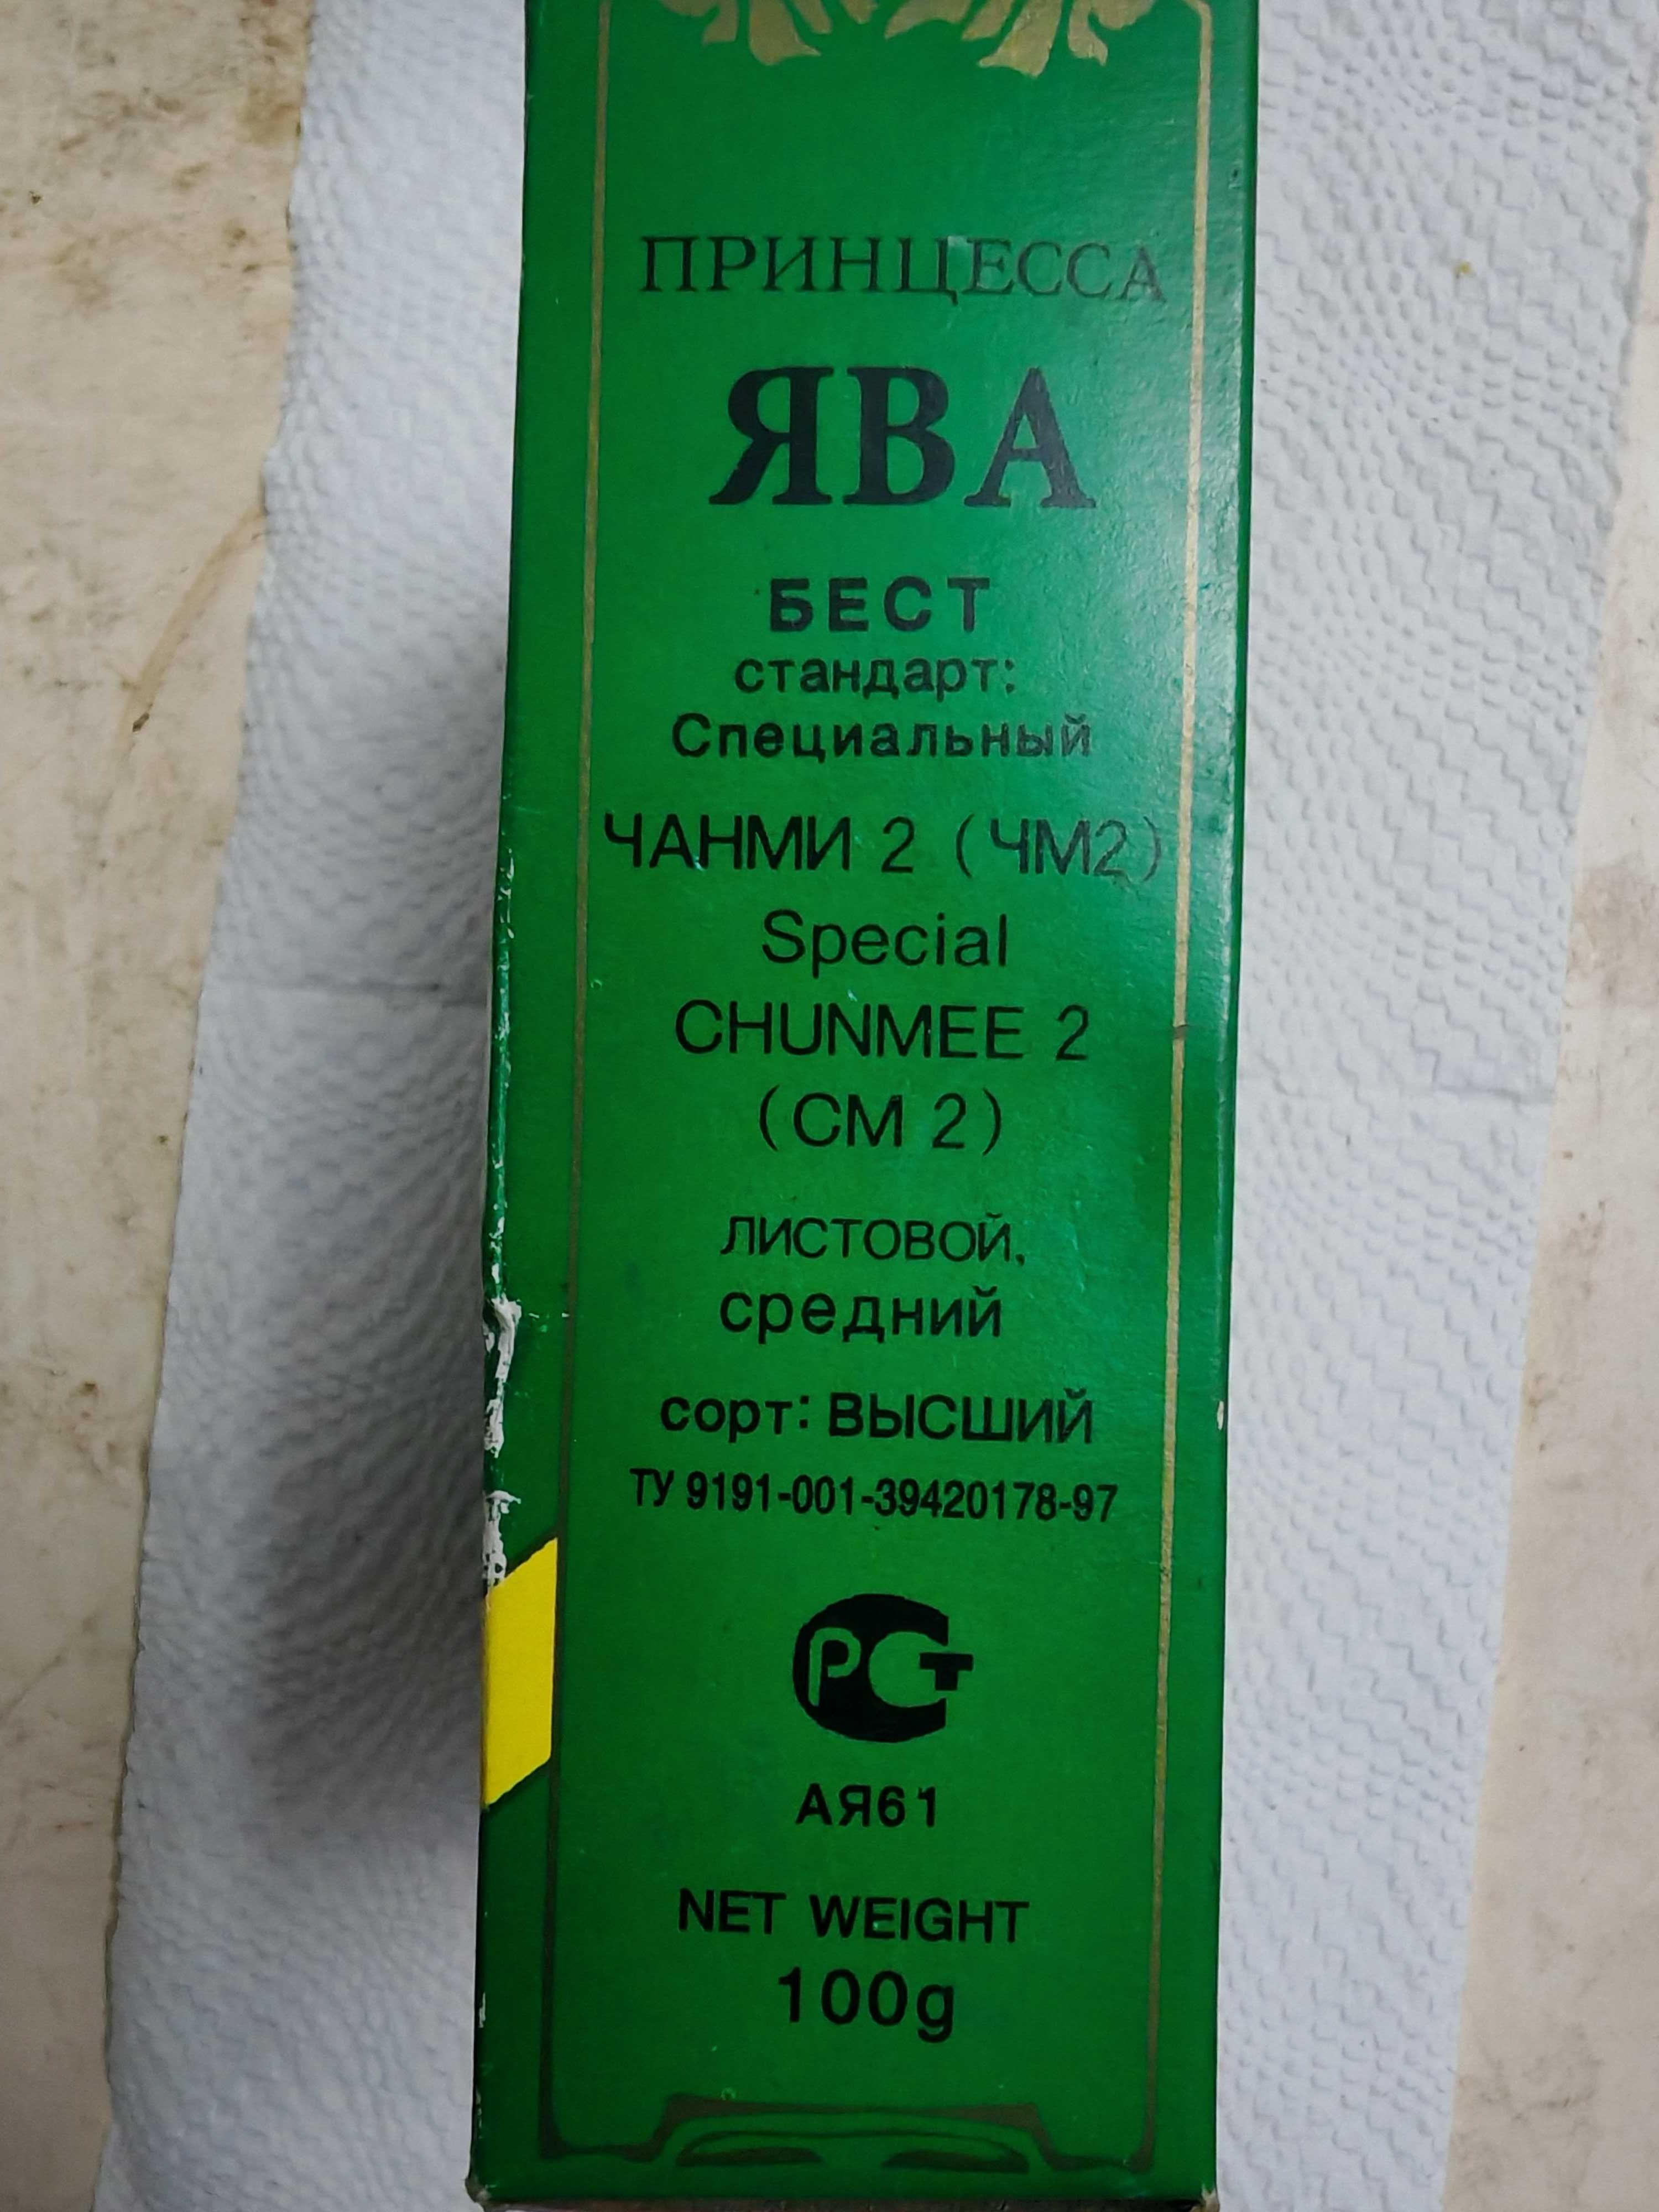 ПРИНЦЕССА
ЯВА
БЕСТ
стандарт:
Специальный
ЧАНМИ 2 (ЧМ2)
Special
CHUNMEE 2
(CM 2)
ЛИСТОВОЙ,
средний
сорт: ВЫСШИЙ
ТУ 9191-001-39420178-97
РСТ
АЯ61
NET WEIGHT
100g